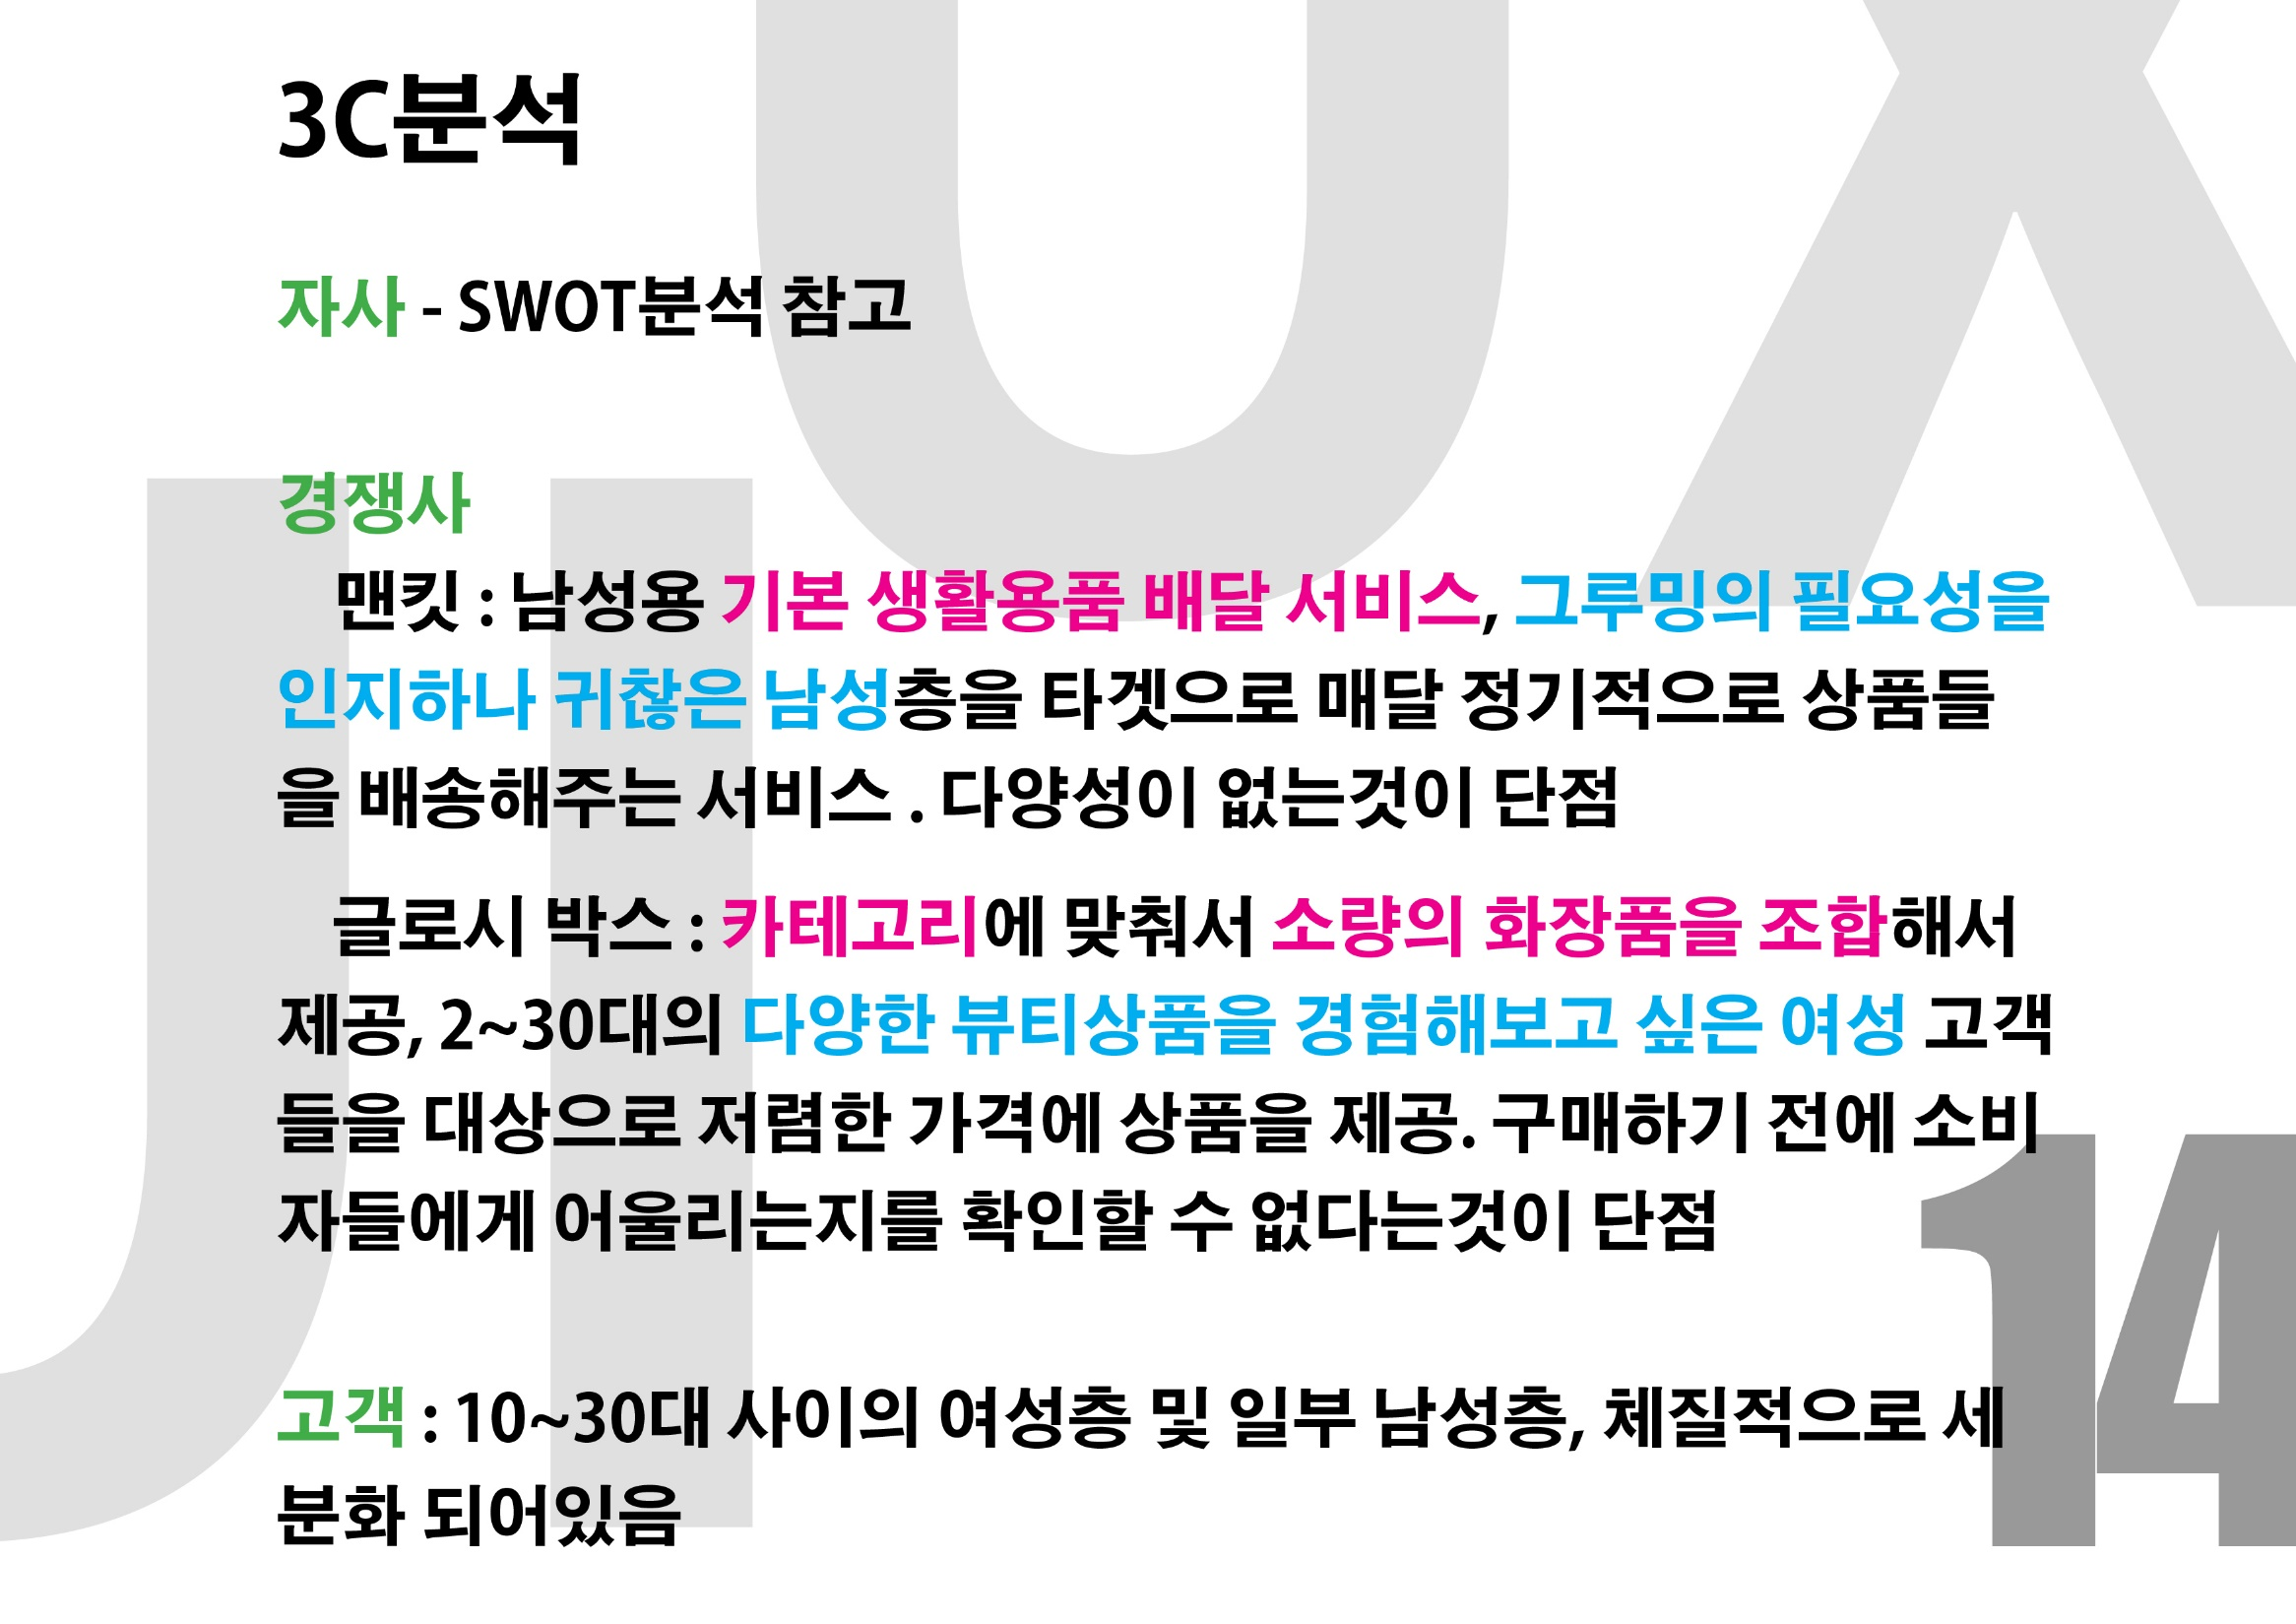 3C분석
자사 - SWOT분석 참고
경쟁사
맨킷 : 남성용 기본 생활용품 배달 서비스, 그루밍의 필요성을
인지하나 귀찮은 남성층을 타겟으로 매달 정기적으로 상품들
을 배송해주는 서비스 . 다양성이 없는것이 단점
글로시 박스 : 카테고리에 맞춰서 소량의 화장품을 조합해서
제공, 2~30대의 다양한 뷰티상품을 경험해보고 싶은 여성 고객
들을 대상으로 저렴한 가격에 상품을 제공. 구매하기 전에 소비
자들에게 어울리는지를 확인할 수 없다는것이 단점
고객 : 10~30대 사이의 여성층 및 일부 남성층, 체질적으로 세
분화 되어있음
UX
UI
14